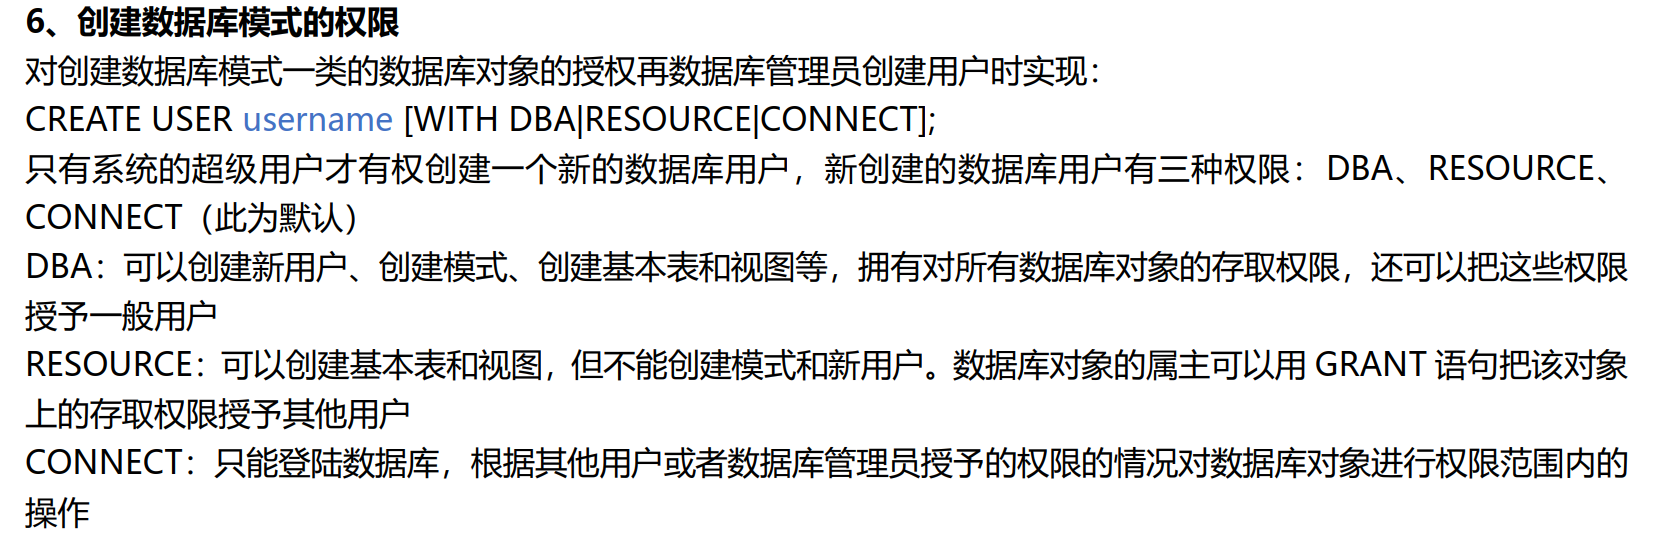 6、创建数据库模式的权限
对创建数据库模式一类的数据库对象的授权再数据库管理员创建用户时实现：
CREATE USER username [WITH DBA|RESOURCE|CONNECT];
只有系统的超级用户才有权创建一个新的数据库用户，新创建的数据库用户有三种权限：DBA、RESOURCE、
CONNECT（此为默认）
DBA：可以创建新用户、创建模式、创建基本表和视图等，拥有对所有数据库对象的存取权限，还可以把这些权限
授予一般用户
RESOURCE：可以创建基本表和视图，但不能创建模式和新用户。数据库对象的属主可以用 GRANT 语句把该对象
上的存取权限授予其他用户
CONNECT：只能登陆数据库，根据其他用户或者数据库管理员授予的权限的情况对数据库对象进行权限范围内的
操作